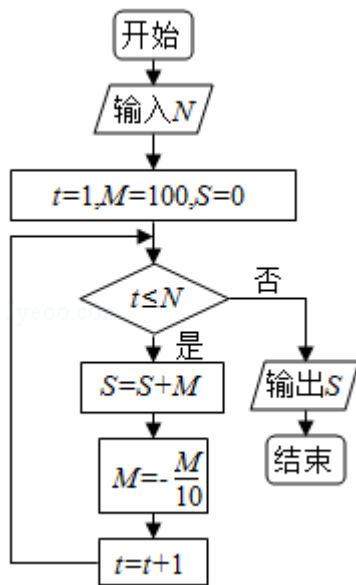 开始
输入N
t=1,M=100,S=0
t≤N
否
是
S=S+M
输出S
M=-M/10
结束
t=t+1